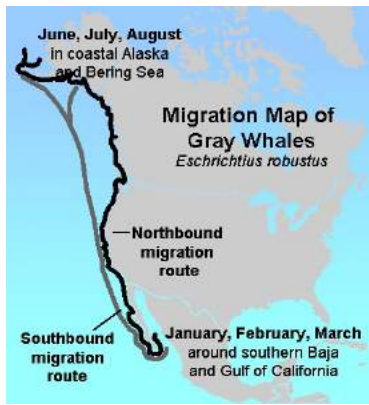 June, July, August
in coastal Alaska
and Bering Sea
Migration Map of
Gray Whales
Eschrichtius robustus
Northbound
migration
route
Southbound
migration
route
January, February, March
around southern Baja
and Gulf of California